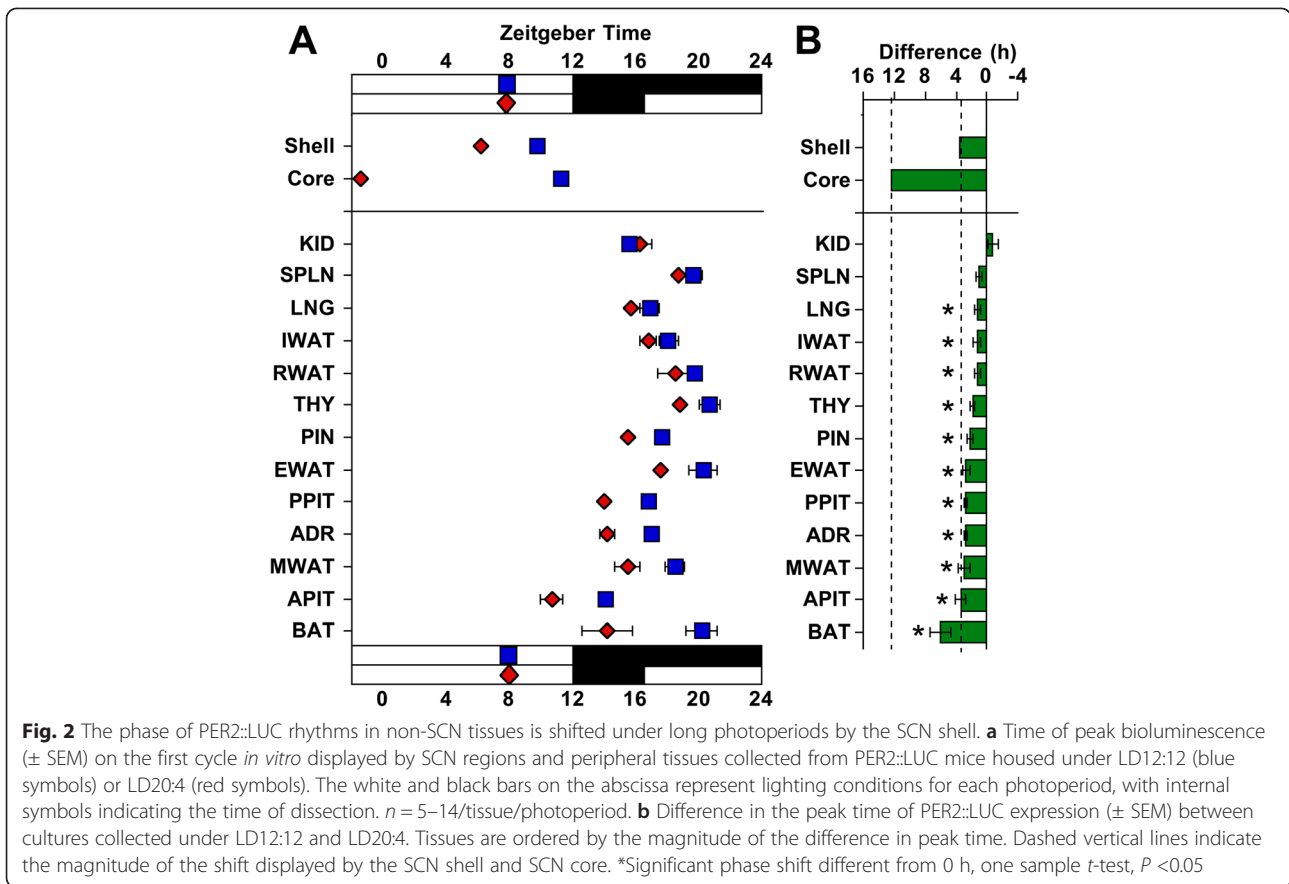 A
Zeitgeber Time
0 4 8 12 16 20 24
B
Difference (h)
16 12 8 4 0 -4
Shell
Core
KID
SPLN
LNG
IWAT
RWAT
THY
PIN
EWAT
PPIT
ADR
MWAT
APIT
BAT
0 4 8 12 16 20 24
Shell
Core
KID
SPLN
LNG *
IWAT *
RWAT *
THY *
PIN *
EWAT *
PPIT *
ADR *
MWAT *
APIT *
BAT *
Fig. 2 The phase of PER2::LUC rhythms in non-SCN tissues is shifted under long photoperiods by the SCN shell. a Time of peak bioluminescence
(± SEM) on the first cycle in vitro displayed by SCN regions and peripheral tissues collected from PER2::LUC mice housed under LD12:12 (blue
symbols) or LD20:4 (red symbols). The white and black bars on the abscissa represent lighting conditions for each photoperiod, with internal
symbols indicating the time of dissection. n = 5–14/tissue/photoperiod. b Difference in the peak time of PER2::LUC expression (± SEM) between
cultures collected under LD12:12 and LD20:4. Tissues are ordered by the magnitude of the difference in peak time. Dashed vertical lines indicate
the magnitude of the shift displayed by the SCN shell and SCN core. *Significant phase shift different from 0 h, one sample t-test, P <0.05